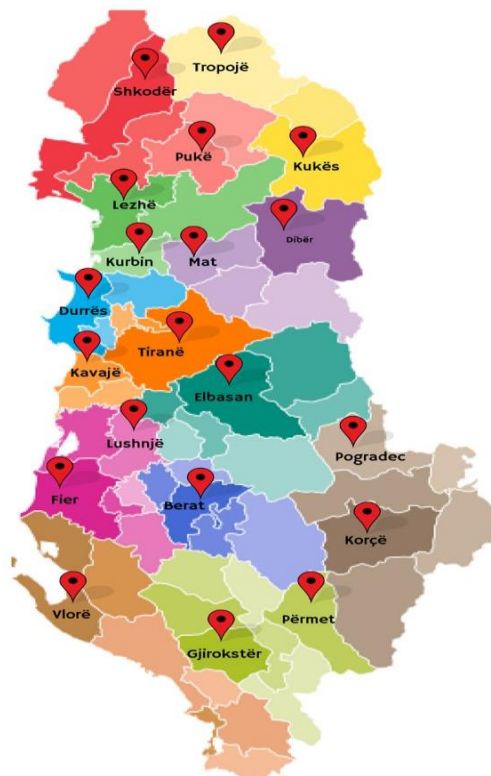 Tropojë
Shkodër
Pukë
Kukës
Lezhë
Dibër
Kurbin
Mat
Durrës
Tiranë
Kavajë
Elbasan
Lushnjë
Pogradec
Fier
Berat
Korçë
Vlorë
Përmet
Gjirokstër